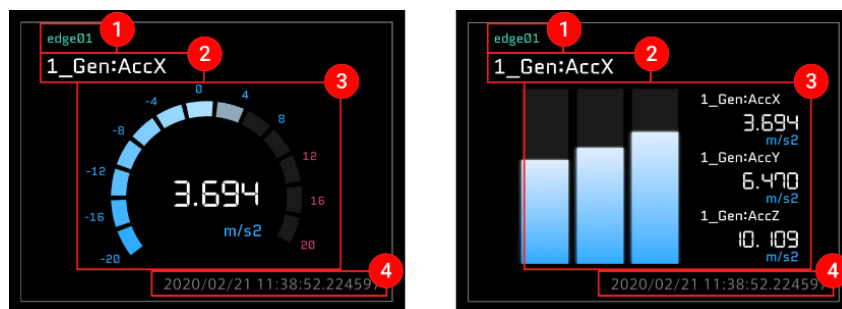 edge01
1
2
1_Gen:AccX
3
-20
-16
-12
-8
-4
0
4
8
12
16
20
3.694
m/s2
4
2020/02/21 11:38:52.224597
edge01
1
2
1_Gen:AccX
3
1_Gen:AccX
3.694
m/s2
1_Gen:AccY
6.470
m/s2
1_Gen:AccZ
10.109
m/s2
4
2020/02/21 11:38:52.224597